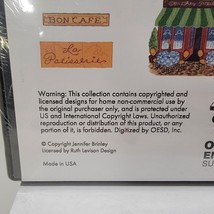 BON CAFE
La
Patisserie
Warning: This collection contains copyrighted and
licensed designs for home non-commercial use by
the original purchaser only, and is protected under
US and International Copyright Laws. Unauthorized
reproduction or distribution of this product, or any
portion of it, is forbidden. Digitized by OESD, Inc.
© Copyright Jennifer Brinley
Licensed by Ruth Levison Design
Made in USA
O
EN
SU